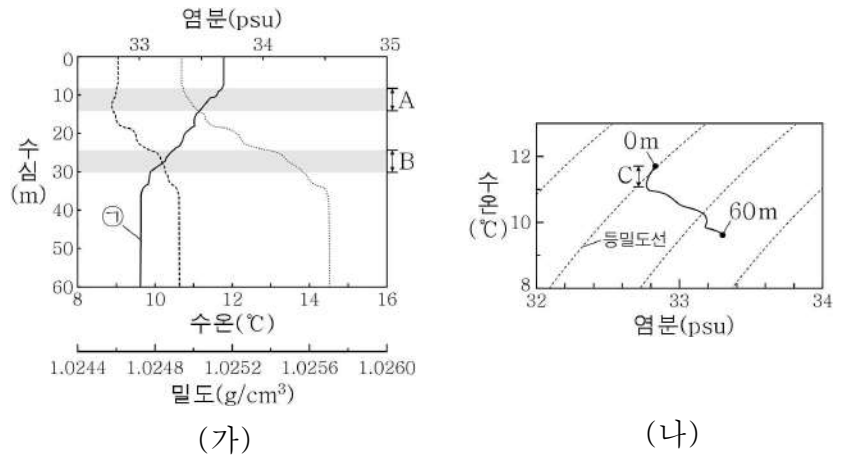 염분(psu)
33 34 35
0
10
20
30
40
50
60
수심
(m)
A
B
㉠
8 10 12 14 16
수온(℃)
1.0244 1.0248 1.0252 1.0256 1.0260
밀도(g/cm³)
(가)
12
10
8
수온
(℃)
0m
C
60m
등밀도선
32 33 34
염분(psu)
(나)